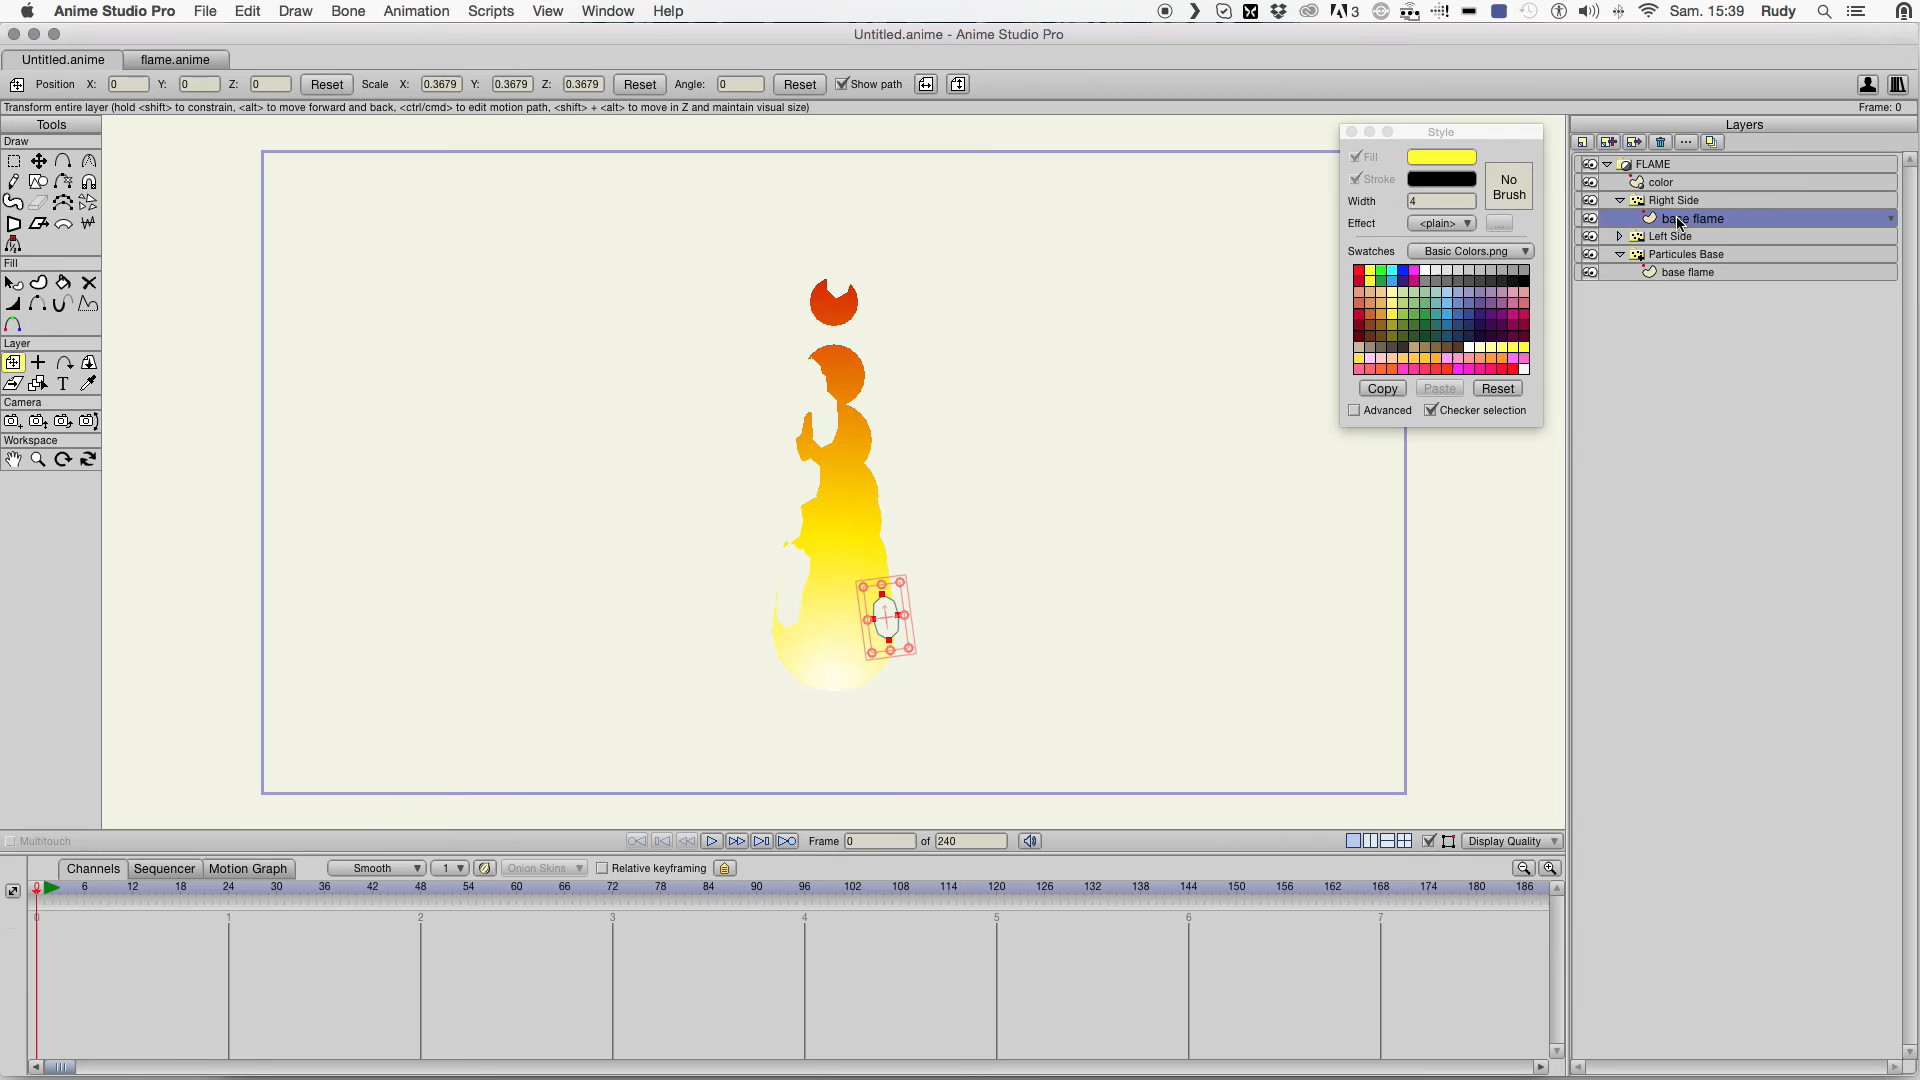 Anime Studio Pro File Edit Draw Bone Animation Scripts View Window Help 3 Sam. 15:39 Rudy
Untitled.anime - Anime Studio Pro
Untitled.anime flame.anime
Position X: 0 Y: 0 Z: 0 Reset Scale X: 0.3679 Y: 0.3679 Z: 0.3679 Reset Angle: 0 Reset Show path
Transform entire layer (hold <shift> to constrain, <alt> to move forward and back, <ctrl/cmd> to edit motion path, <shift> + <alt> to move in Z and maintain visual size) Frame: 0
Tools
Draw
Fill
Layer
Camera
Workspace
Style
Fill
Stroke
No Brush
Width 4
Effect <plain> ...
Swatches Basic Colors.png
Copy Paste Reset
Advanced Checker selection
Layers
FLAME
color
Right Side
base flame
Left Side
Particules Base
base flame
Multitouch
Frame 0 of 240 Display Quality
Channels Sequencer Motion Graph Smooth 1 Onion Skins Relative keyframing
0 6 12 18 24 30 36 42 48 54 60 66 72 78 84 90 96 102 108 114 120 126 132 138 144 150 156 162 168 174 180 186
0 1 2 3 4 5 6 7